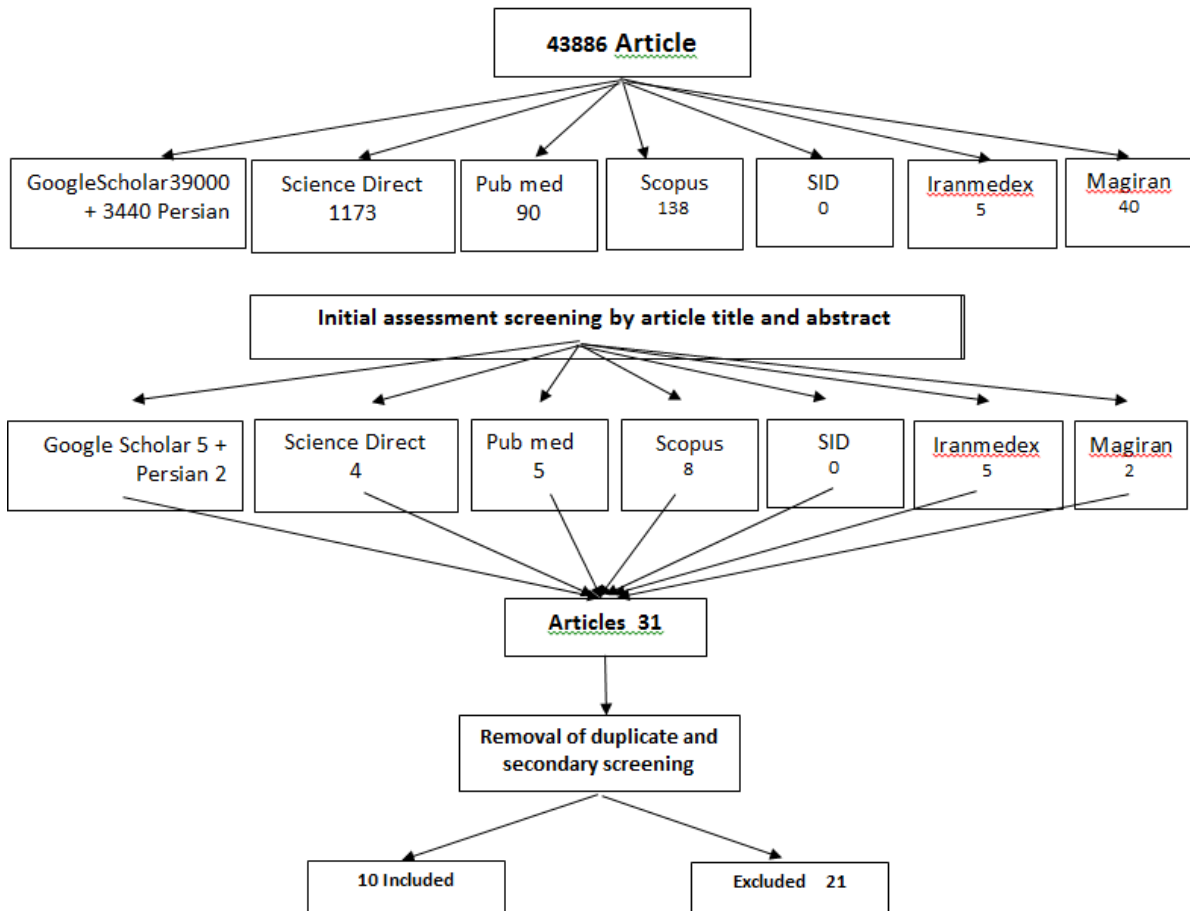 43886 Article
GoogleScholar39000
+ 3440 Persian
Science Direct
1173
Pub med
90
Scopus
138
SID
0
Iranmedex
5
Magiran
40
Initial assessment screening by article title and abstract
Google Scholar 5 +
Persian 2
Science Direct
4
Pub med
5
Scopus
8
SID
0
Iranmedex
5
Magiran
2
Articles 31
Removal of duplicate and
secondary screening
10 Included
Excluded 21